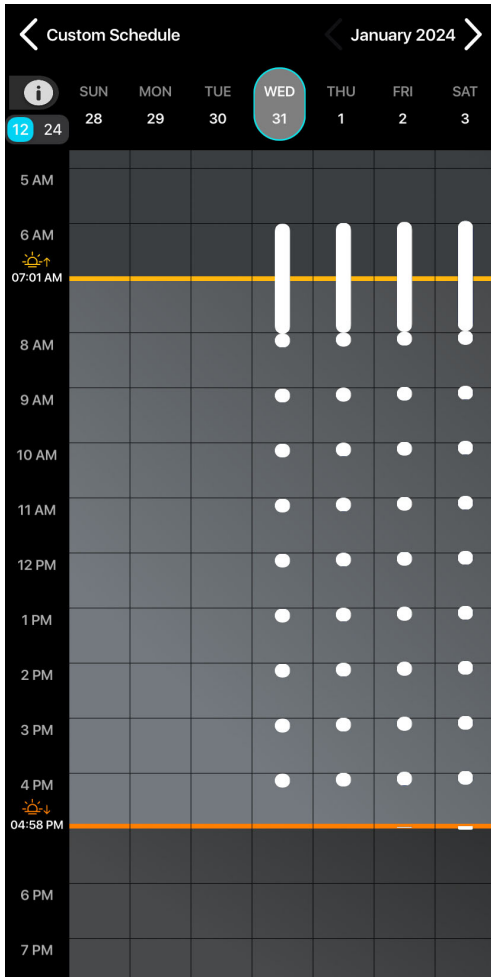 Custom Schedule
January 2024
i
SUN MON TUE WED THU FRI SAT
12 24
28 29 30 31 1 2 3
5 AM
6 AM
07:01 AM
8 AM
9 AM
10 AM
11 AM
12 PM
1 PM
2 PM
3 PM
4 PM
04:58 PM
6 PM
7 PM